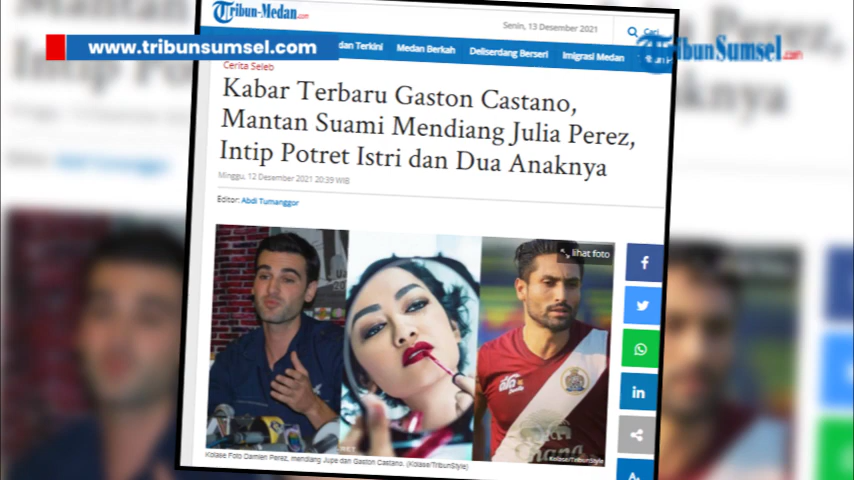 Tribun-Medan.com
Senin, 13 Desember 2021
Cari
www.tribunsumsel.com
TribunSumsel.com
dan Terkini
Medan Berkah
Deliserdang Berseri
Imigrasi Medan
Cerita Seleb
Kabar Terbaru Gaston Castano,
Mantan Suami Mendiang Julia Perez,
Intip Potret Istri dan Dua Anaknya
Minggu, 12 Desember 2021 20:39 WIB
Editor: Abdi Tumanggor
lihat foto
Kolase/TribunStyle
Kolase Foto Damien Perez, mendiang Jupe dan Gaston Castano. (Kolase/TribunStyle)